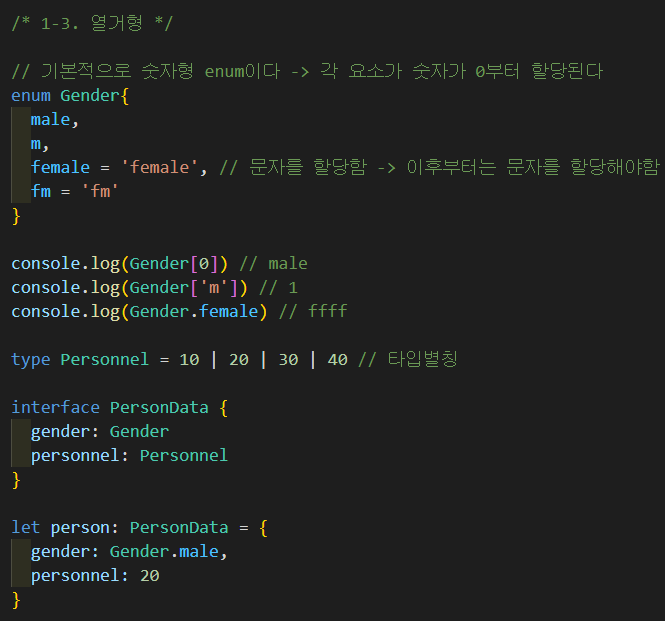 /* 1-3. 열거형 */
// 기본적으로 숫자형 enum이다 -> 각 요소가 숫자가 0부터 할당된다
enum Gender{
male,
m,
female = 'female', // 문자를 할당함 -> 이후부터는 문자를 할당해야함
fm = 'fm'
}
console.log(Gender[0]) // male
console.log(Gender['m']) // 1
console.log(Gender.female) // ffff
type Personnel = 10 | 20 | 30 | 40 // 타입별칭
interface PersonData {
gender: Gender
personnel: Personnel
}
let person: PersonData = {
gender: Gender.male,
personnel: 20
}